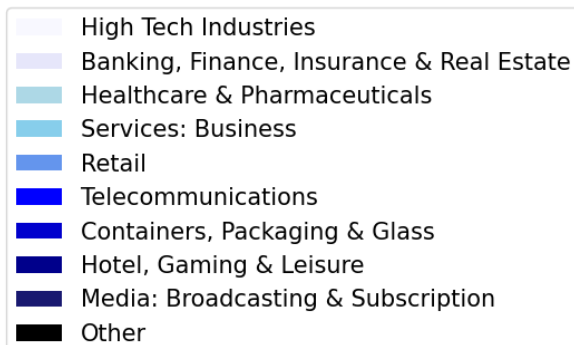 High Tech Industries
Banking, Finance, Insurance & Real Estate
Healthcare & Pharmaceuticals
Services: Business
Retail
Telecommunications
Containers, Packaging & Glass
Hotel, Gaming & Leisure
Media: Broadcasting & Subscription
Other